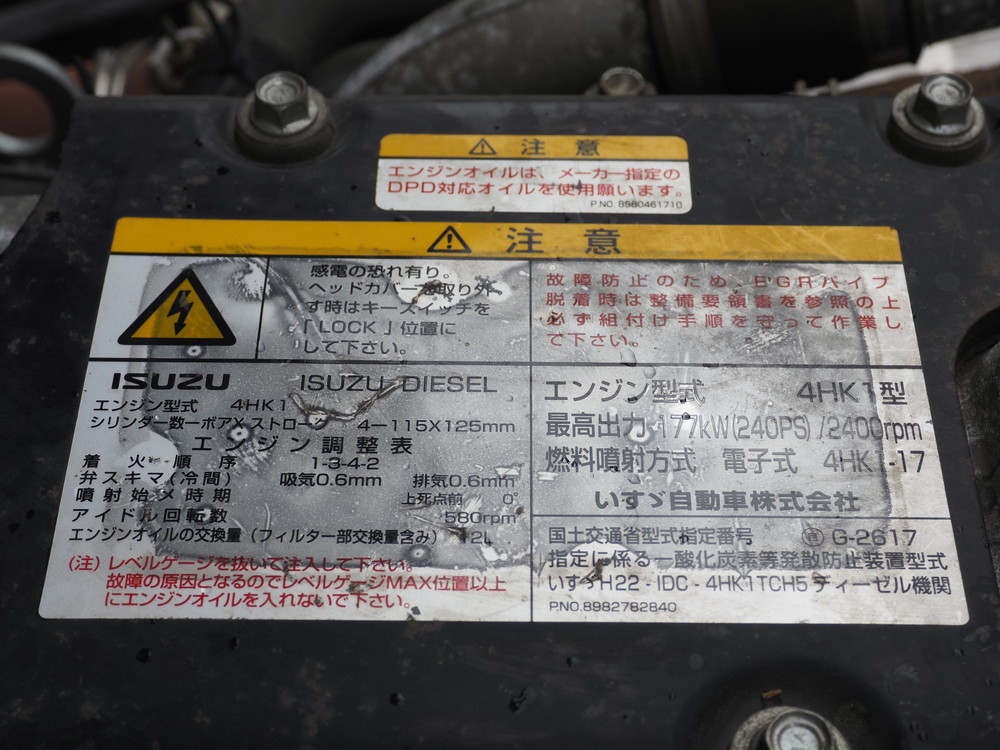 注意
エンジンオイルは、メーカー指定の
DPD対応オイルを使用願います。
P.NO. 8980461710
注意
感電の恐れ有り。
ヘッドカバーを取り外
す時はキースイッチを
「LOCK」位置に
して下さい。
故障防止のため、EGRパイプ
脱着時は整備要領書を参照の上
必ず組付け手順を守って作業し
て下さい。
ISUZU ISUZU DIESEL
エンジン型式 4HK1
シリンダー数ーボアXストローク 4-115X125mm
エンジン調整表
着火順序 1-3-4-2
弁スキマ(冷間) 吸気0.6mm 排気0.6mm
噴射始メ時期 上死点前 0°
アイドル回転数 580rpm
エンジンオイルの交換量(フィルター部交換量含み) 12L
(注)レベルゲージを抜いて注入して下さい。
故障の原因となるのでレベルゲージMAX位置以上
にエンジンオイルを入れないで下さい。
エンジン型式 4HK1型
最高出力 177kW(240PS)/2400rpm
燃料噴射方式 電子式 4HK1-17
いすゞ自動車株式会社
国土交通省型式指定番号 G-2617
指定に係る一酸化炭素等発散防止装置型式
いすゞH22-IDC-4HK1TCH5ディーゼル機関
P.NO.8982782840